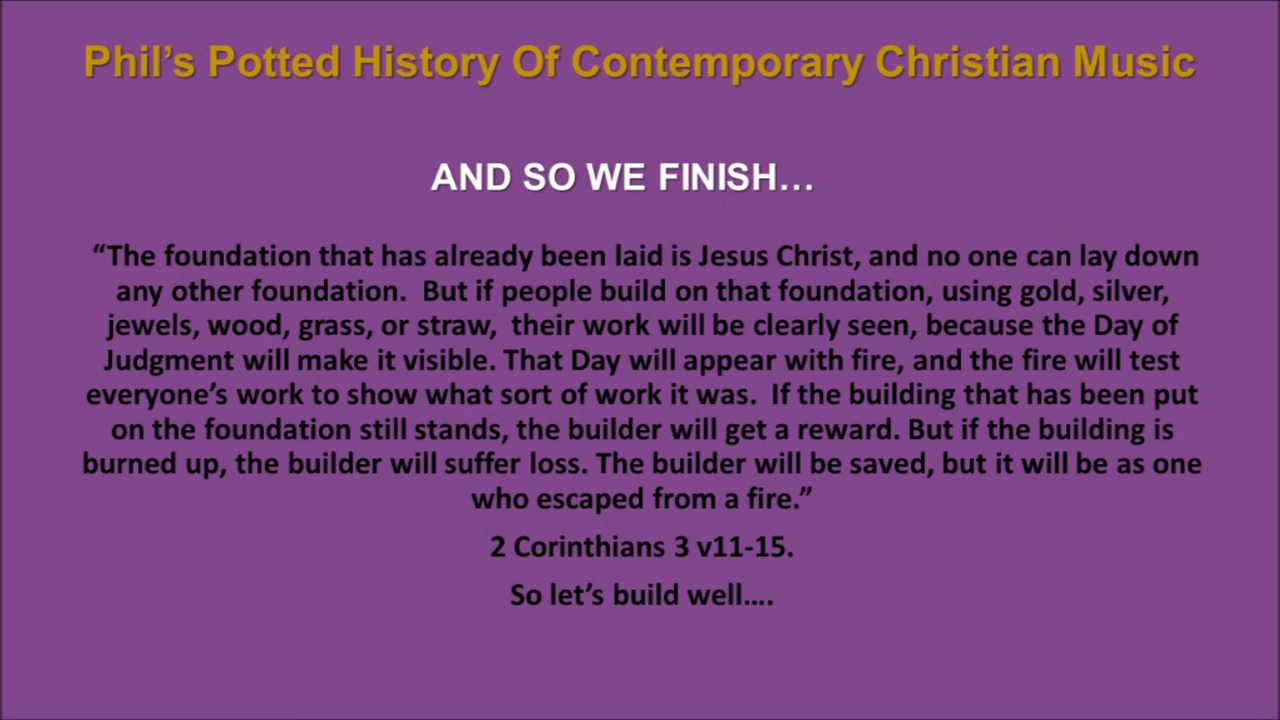 Phil’s Potted History Of Contemporary Christian Music
AND SO WE FINISH…
“The foundation that has already been laid is Jesus Christ, and no one can lay down
any other foundation.  But if people build on that foundation, using gold, silver,
jewels, wood, grass, or straw,  their work will be clearly seen, because the Day of
Judgment will make it visible. That Day will appear with fire, and the fire will test
everyone’s work to show what sort of work it was.  If the building that has been put
on the foundation still stands, the builder will get a reward. But if the building is
burned up, the builder will suffer loss. The builder will be saved, but it will be as one
who escaped from a fire.”
2 Corinthians 3 v11-15.
So let’s build well….